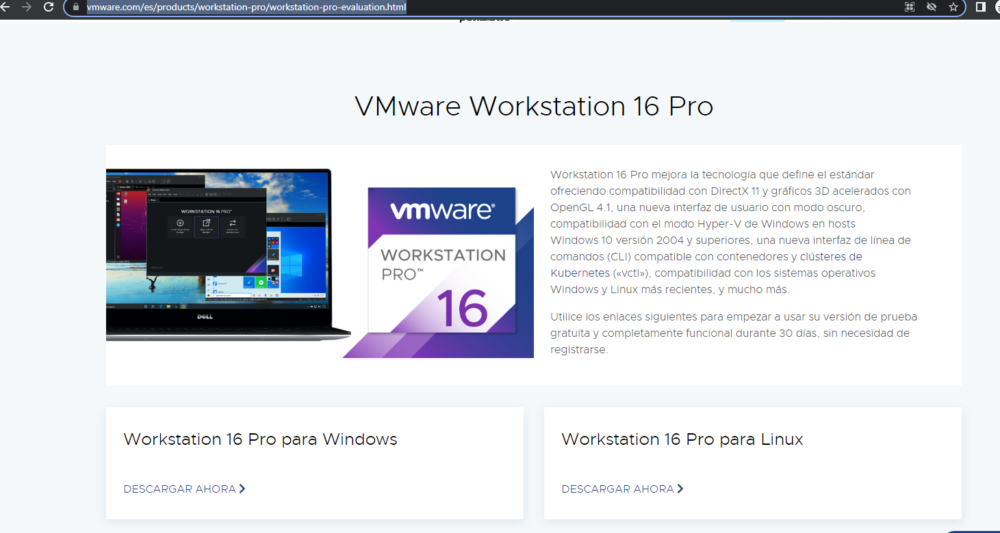 vmware.com/es/products/workstation-pro/workstation-pro-evaluation.html
VMware Workstation 16 Pro
WORKSTATION 16 PRO™
DELL
vmware®
WORKSTATION
PRO™
16
Workstation 16 Pro mejora la tecnología que define el estándar
ofreciendo compatibilidad con DirectX 11 y gráficos 3D acelerados con
OpenGL 4.1, una nueva interfaz de usuario con modo oscuro,
compatibilidad con el modo Hyper-V de Windows en hosts
Windows 10 versión 2004 y superiores, una nueva interfaz de línea de
comandos (CLI) compatible con contenedores y clústeres de
Kubernetes («vctl»), compatibilidad con los sistemas operativos
Windows y Linux más recientes, y mucho más.
Utilice los enlaces siguientes para empezar a usar su versión de prueba
gratuita y completamente funcional durante 30 días, sin necesidad de
registrarse.
Workstation 16 Pro para Windows
DESCARGAR AHORA
Workstation 16 Pro para Linux
DESCARGAR AHORA